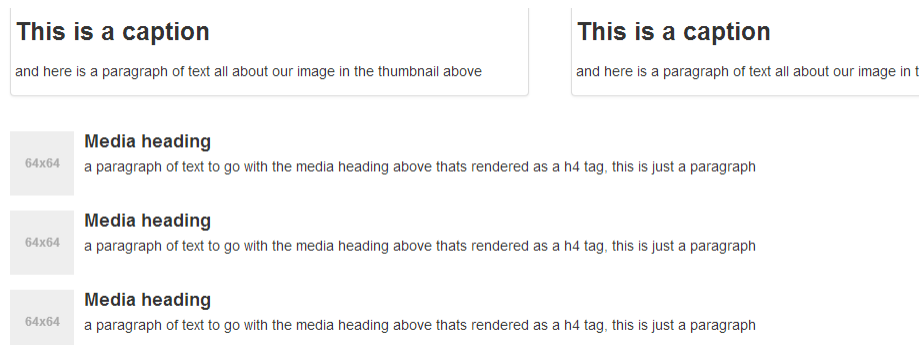 This is a caption
and here is a paragraph of text all about our image in the thumbnail above
This is a caption
and here is a paragraph of text all about our image in t
64x64
Media heading
a paragraph of text to go with the media heading above thats rendered as a h4 tag, this is just a paragraph
64x64
Media heading
a paragraph of text to go with the media heading above thats rendered as a h4 tag, this is just a paragraph
64x64
Media heading
a paragraph of text to go with the media heading above thats rendered as a h4 tag, this is just a paragraph